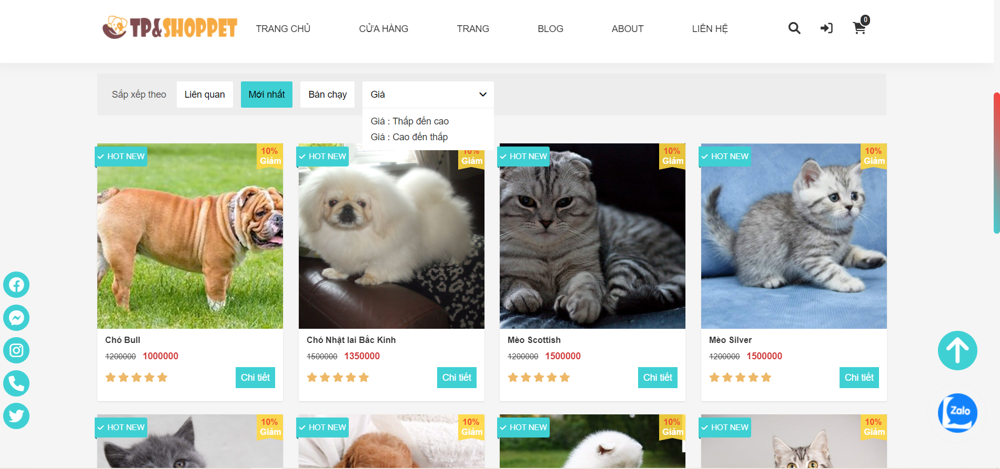 TP&SHOPPET
TRANG CHỦ
CỬA HÀNG
TRANG
BLOG
ABOUT
LIÊN HỆ
0
Sắp xếp theo
Liên quan
Mới nhất
Bán chạy
Giá
Giá : Thấp đến cao
Giá : Cao đến thấp
HOT NEW
10%
Giảm
HOT NEW
10%
Giảm
HOT NEW
10%
Giảm
HOT NEW
10%
Giảm
Chó Bull
1200000 1000000
Chi tiết
Chó Nhật lai Bắc Kinh
1500000 1350000
Chi tiết
Mèo Scottish
1200000 1500000
Chi tiết
Mèo Silver
1200000 1500000
Chi tiết
Zalo
HOT NEW
10%
Giảm
HOT NEW
10%
Giảm
HOT NEW
10%
Giảm
HOT NEW
10%
Giảm